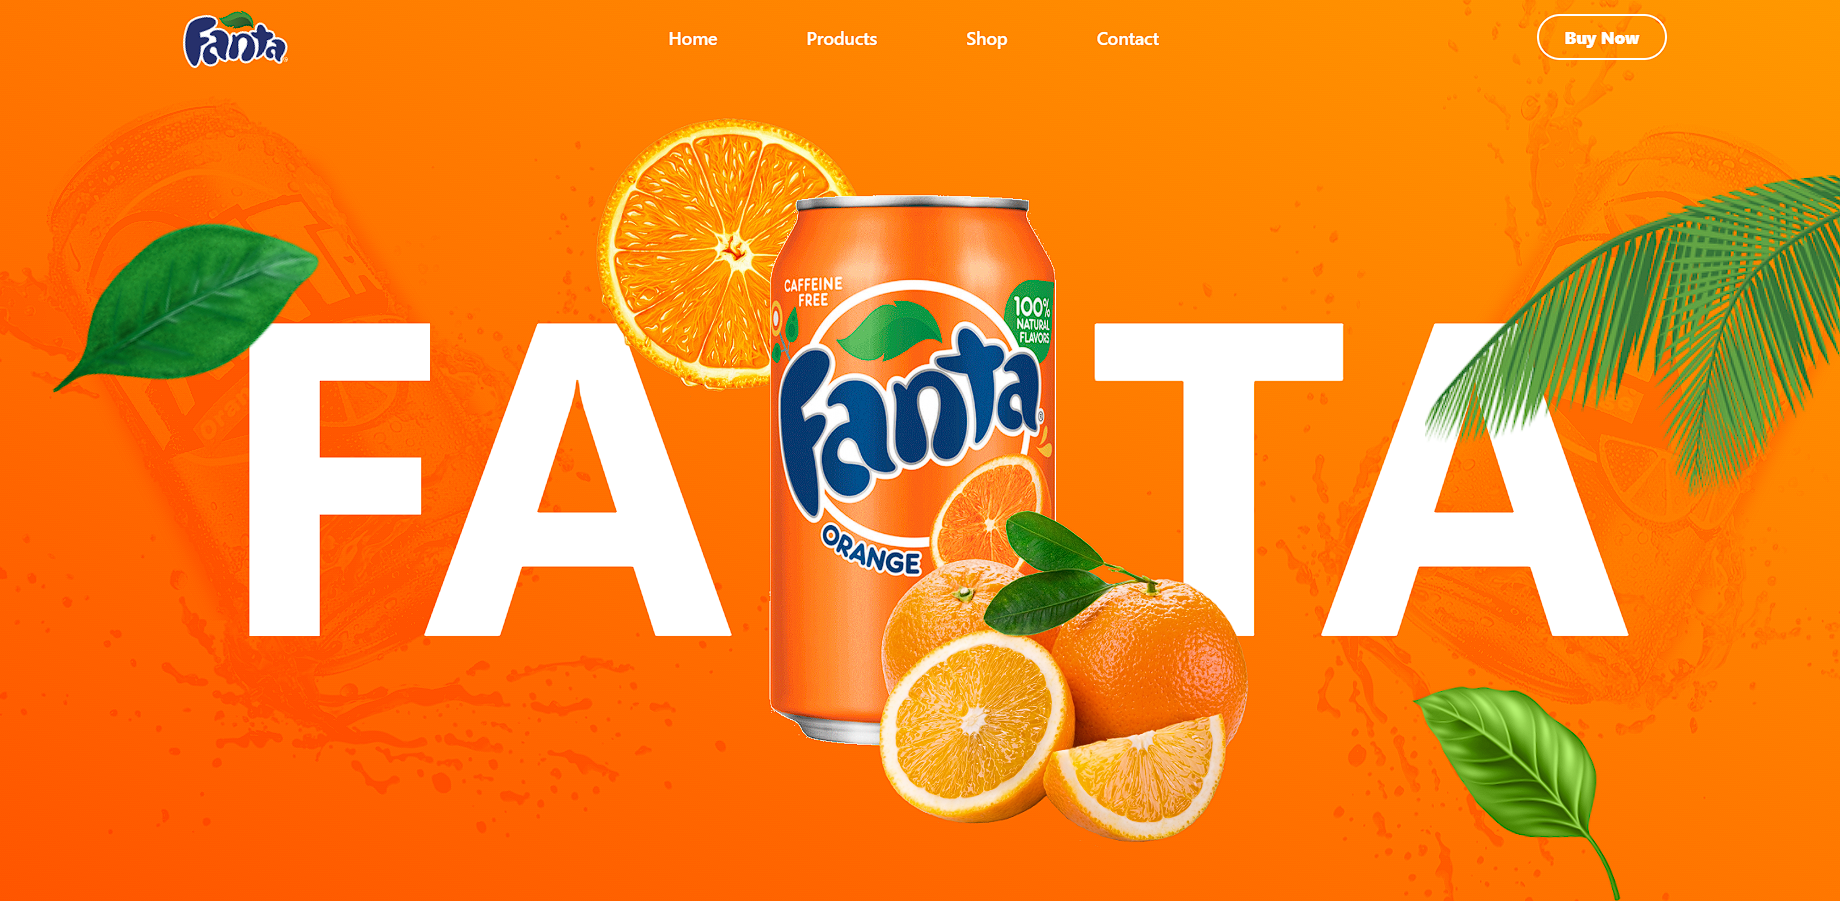 Fanta
Home
Products
Shop
Contact
Buy Now
FA TA
CAFFEINE
FREE
100%
NATURAL
FLAVORS
Fanta
ORANGE